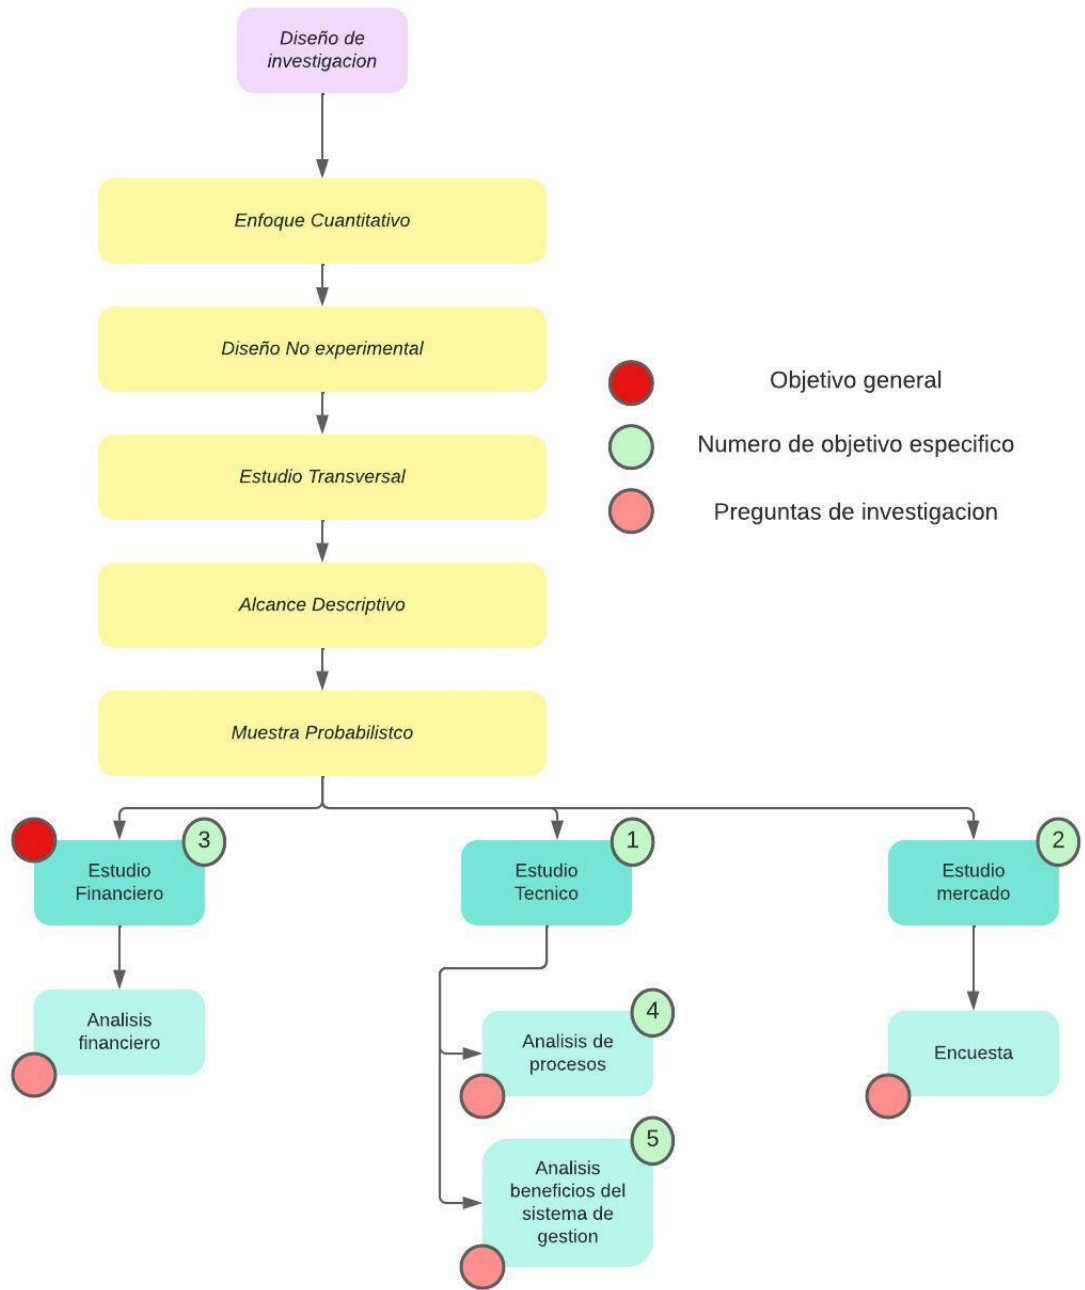 Diseño de
investigacion
Enfoque Cuantitativo
Diseño No experimental
Objetivo general
Numero de objetivo especifico
Estudio Transversal
Preguntas de investigacion
Alcance Descriptivo
Muestra Probabilistco
3
1
2
Estudio
Financiero
Estudio
Tecnico
Estudio
mercado
Analisis
financiero
4
Analisis de
procesos
Encuesta
5
Analisis
beneficios del
sistema de
gestion